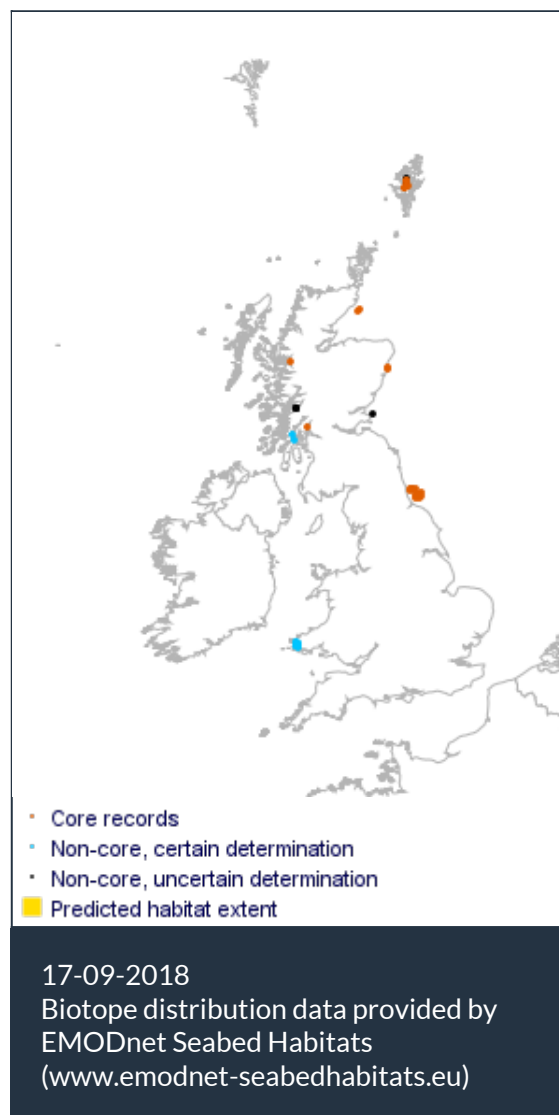 Core records
Non-core, certain determination
Non-core, uncertain determination
Predicted habitat extent
17-09-2018
Biotope distribution data provided by
EMODnet Seabed Habitats
(www.emodnet-seabedhabitats.eu)